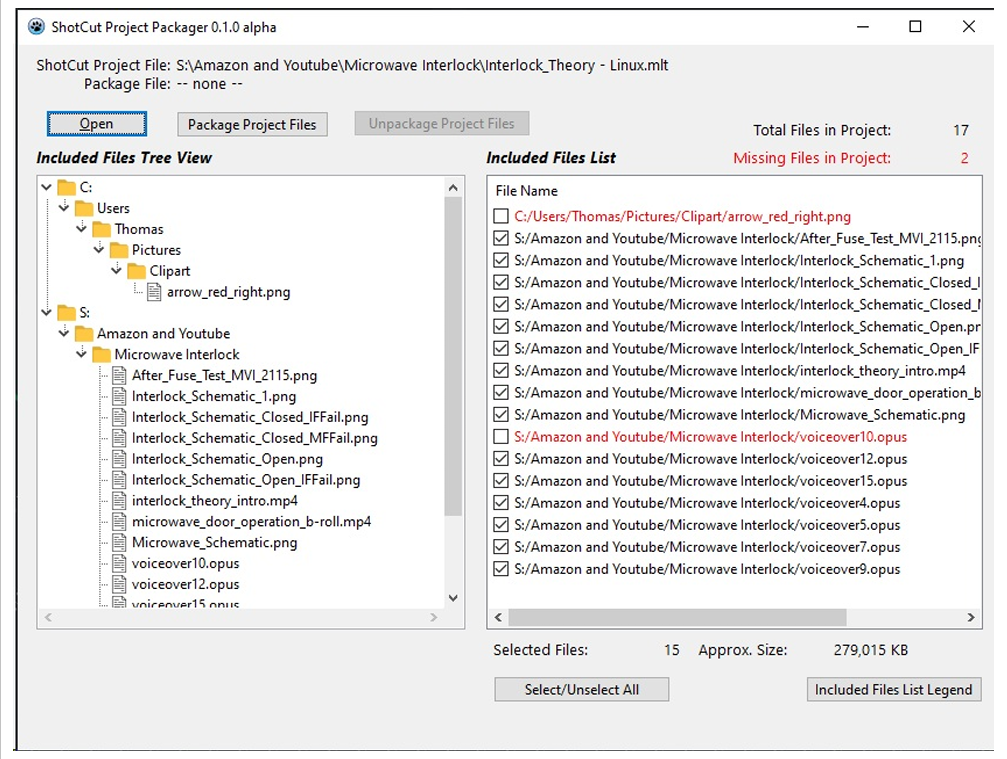 ShotCut Project Packager 0.1.0 alpha
ShotCut Project File: S:\Amazon and Youtube\Microwave Interlock\Interlock_Theory - Linux.mlt
Package File: -- none --
Open
Package Project Files
Unpackage Project Files
Total Files in Project: 17
Missing Files in Project: 2
Included Files Tree View
C:
Users
Thomas
Pictures
Clipart
arrow_red_right.png
S:
Amazon and Youtube
Microwave Interlock
After_Fuse_Test_MVI_2115.png
Interlock_Schematic_1.png
Interlock_Schematic_Closed_IFFail.png
Interlock_Schematic_Closed_MFFail.png
Interlock_Schematic_Open.png
Interlock_Schematic_Open_IFFail.png
interlock_theory_intro.mp4
microwave_door_operation_b-roll.mp4
Microwave_Schematic.png
voiceover10.opus
voiceover12.opus
voiceover15.opus
Included Files List
File Name
C:/Users/Thomas/Pictures/Clipart/arrow_red_right.png
S:/Amazon and Youtube/Microwave Interlock/After_Fuse_Test_MVI_2115.png
S:/Amazon and Youtube/Microwave Interlock/Interlock_Schematic_1.png
S:/Amazon and Youtube/Microwave Interlock/Interlock_Schematic_Closed_I
S:/Amazon and Youtube/Microwave Interlock/Interlock_Schematic_Closed_M
S:/Amazon and Youtube/Microwave Interlock/Interlock_Schematic_Open.pn
S:/Amazon and Youtube/Microwave Interlock/Interlock_Schematic_Open_IF
S:/Amazon and Youtube/Microwave Interlock/interlock_theory_intro.mp4
S:/Amazon and Youtube/Microwave Interlock/microwave_door_operation_b
S:/Amazon and Youtube/Microwave Interlock/Microwave_Schematic.png
S:/Amazon and Youtube/Microwave Interlock/voiceover10.opus
S:/Amazon and Youtube/Microwave Interlock/voiceover12.opus
S:/Amazon and Youtube/Microwave Interlock/voiceover15.opus
S:/Amazon and Youtube/Microwave Interlock/voiceover4.opus
S:/Amazon and Youtube/Microwave Interlock/voiceover5.opus
S:/Amazon and Youtube/Microwave Interlock/voiceover7.opus
S:/Amazon and Youtube/Microwave Interlock/voiceover9.opus
Selected Files: 15 Approx. Size: 279,015 KB
Select/Unselect All
Included Files List Legend